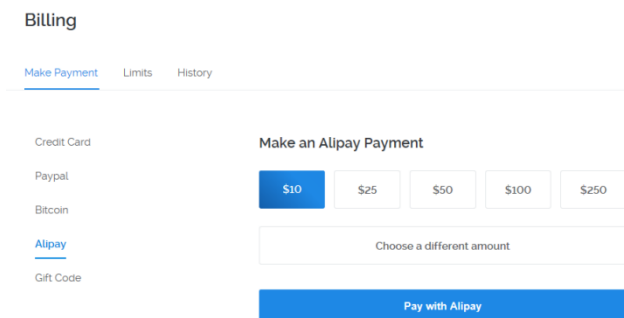 Billing
Make Payment Limits History
Credit Card
Paypal
Bitcoin
Alipay
Gift Code
Make an Alipay Payment
$10 $25 $50 $100 $250
Choose a different amount
Pay with Alipay